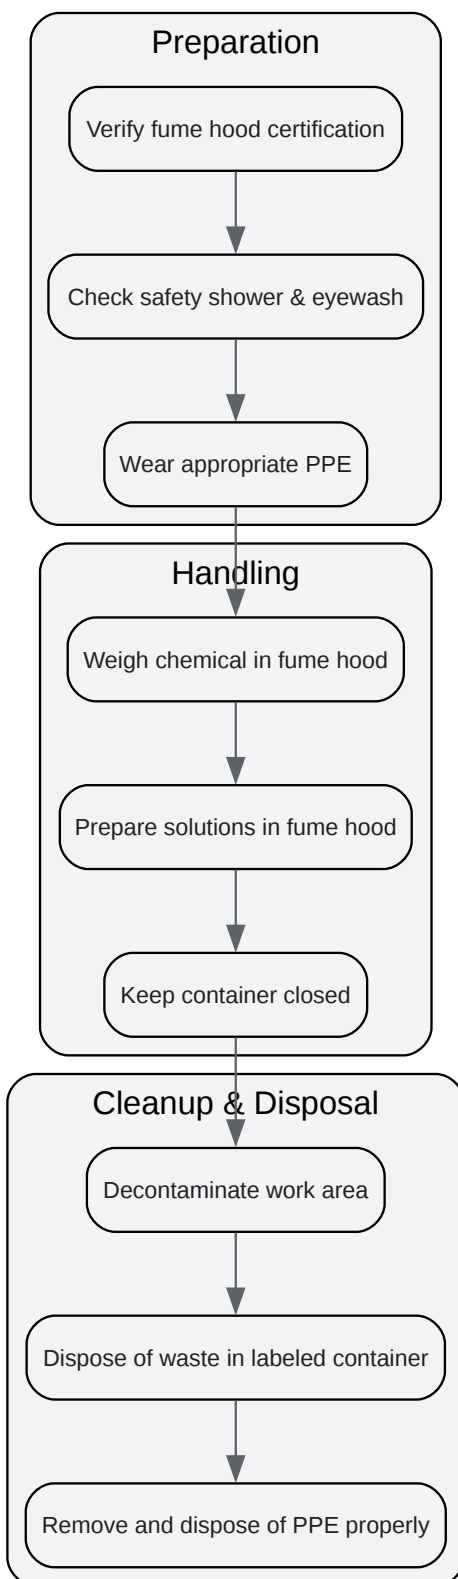 Preparation
Verify fume hood certification
Check safety shower & eyewash
Wear appropriate PPE
Handling
Weigh chemical in fume hood
Prepare solutions in fume hood
Keep container closed
Cleanup & Disposal
Decontaminate work area
Dispose of waste in labeled container
Remove and dispose of PPE properly